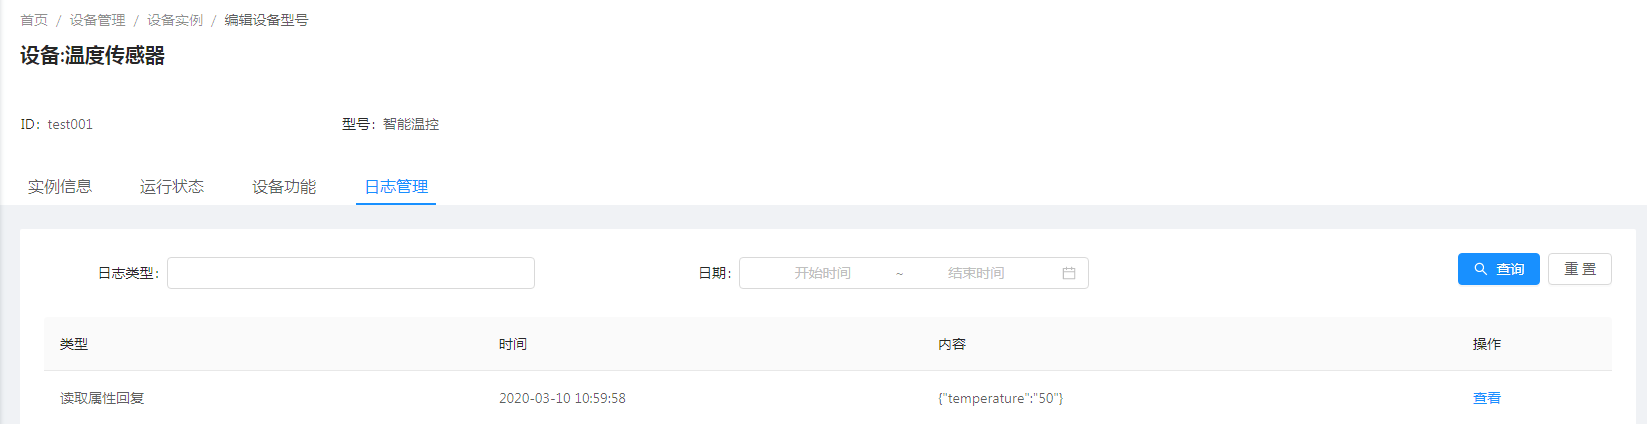 首页 / 设备管理 / 设备实例 / 编辑设备型号
设备:温度传感器
ID: test001 型号: 智能温控
实例信息 运行状态 设备功能 日志管理
日志类型: 日期: 开始时间 ~ 结束时间 查询 重 置
类型 时间 内容 操作
读取属性回复 2020-03-10 10:59:58 {"temperature":"50"} 查看